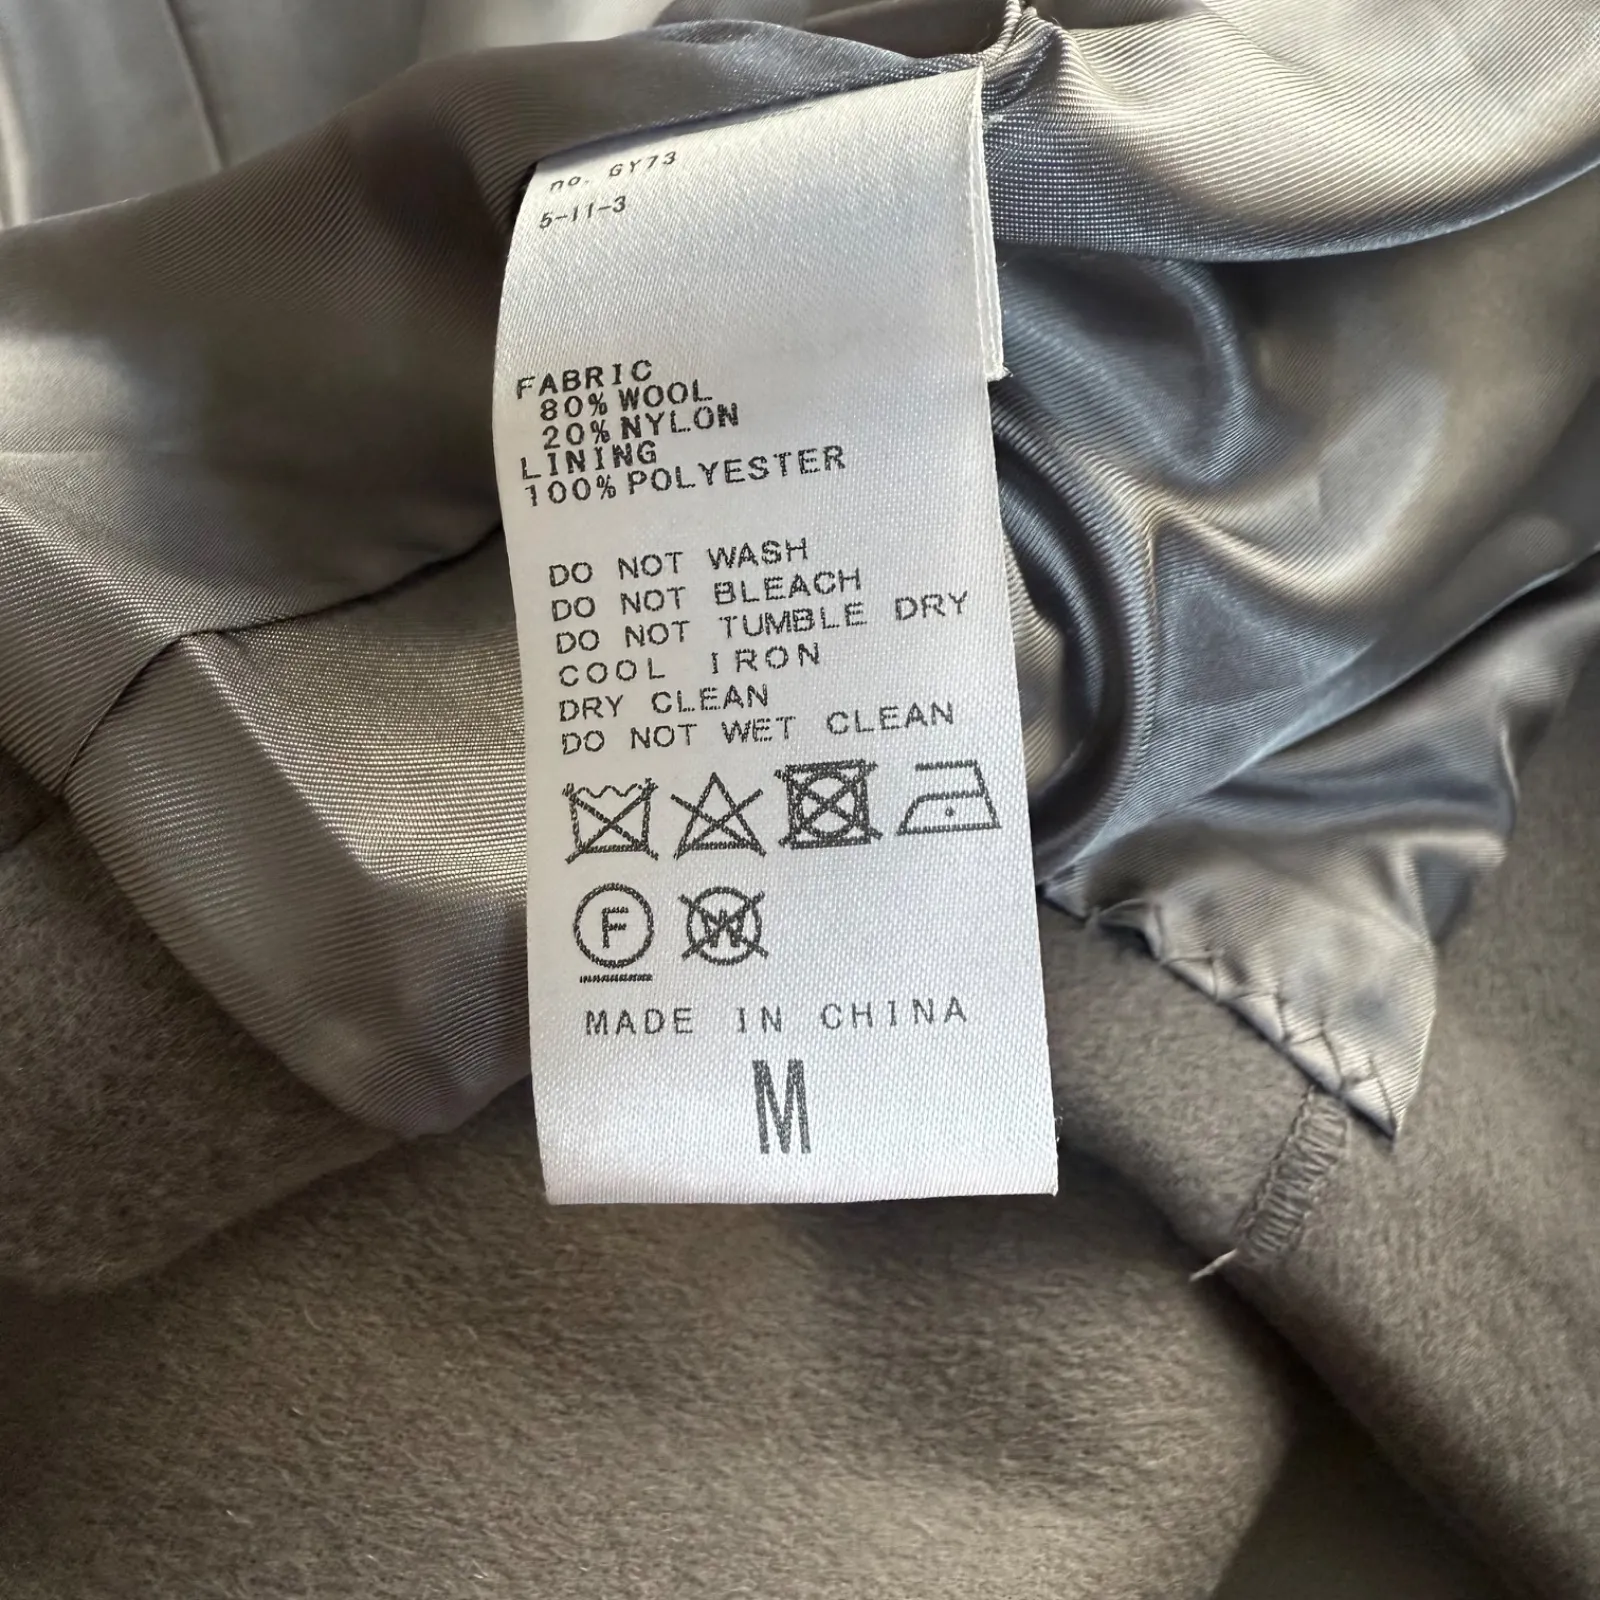 no. GY73
5-11-3
FABRIC
80% WOOL
20% NYLON
LINING
100% POLYESTER
DO NOT WASH
DO NOT BLEACH
DO NOT TUMBLE DRY
COOL IRON
DRY CLEAN
DO NOT WET CLEAN
F W
MADE IN CHINA
M